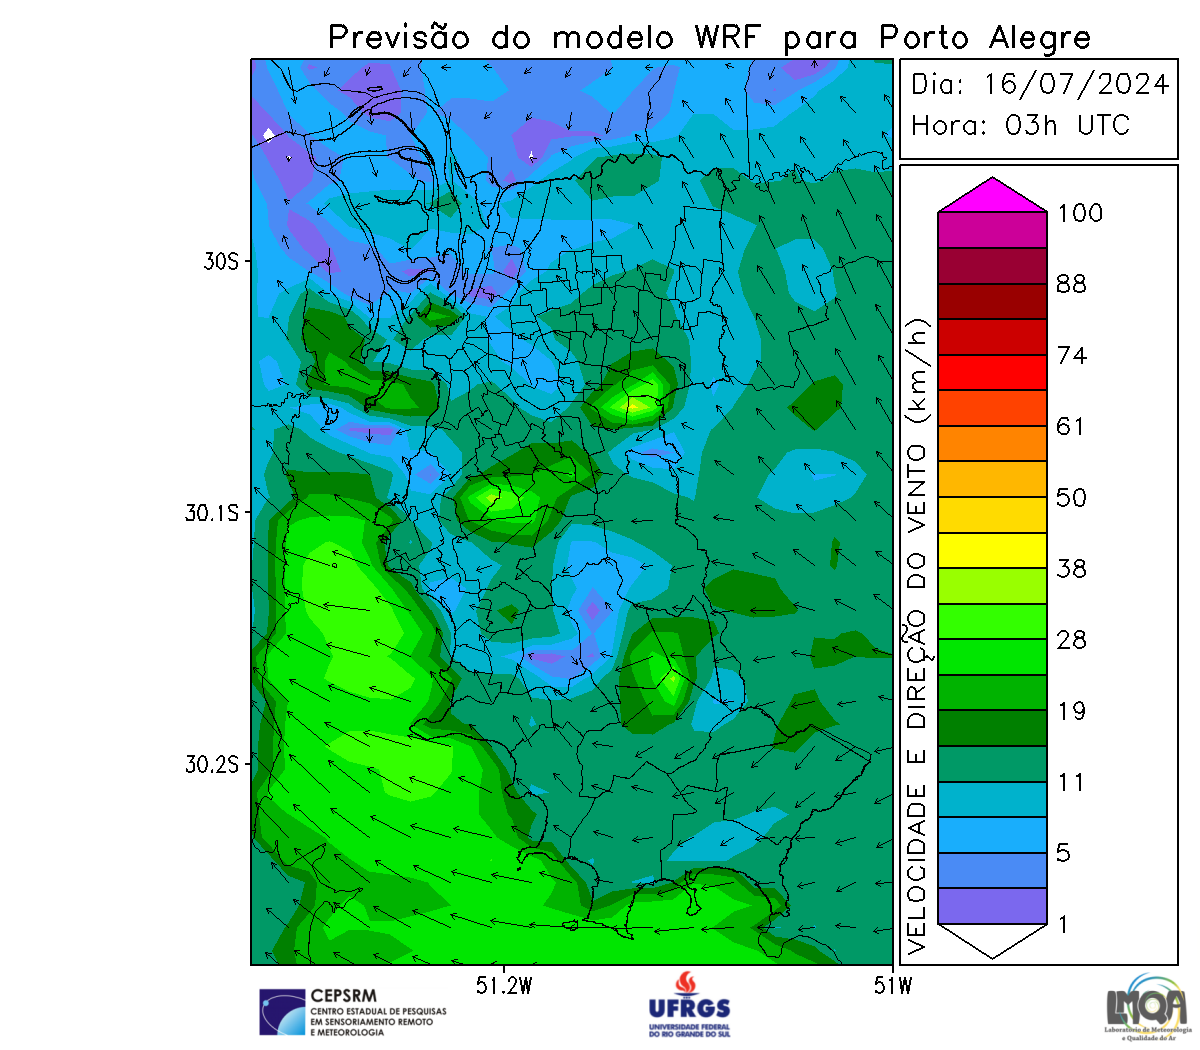 Previsão do modelo WRF para Porto Alegre
Dia: 16/07/2024
Hora: 03h UTC
30S
30.1S
30.2S
51.2W
51W
VELOCIDADE E DIREÇÃO DO VENTO (km/h)
100
88
74
61
50
38
28
19
11
5
1
CEPSRM
CENTRO ESTADUAL DE PESQUISAS
EM SENSORIAMENTO REMOTO
E METEOROLOGIA
UFRGS
UNIVERSIDADE FEDERAL
DO RIO GRANDE DO SUL
LMQA
Laboratório de Meteorologia
e Qualidade do Ar